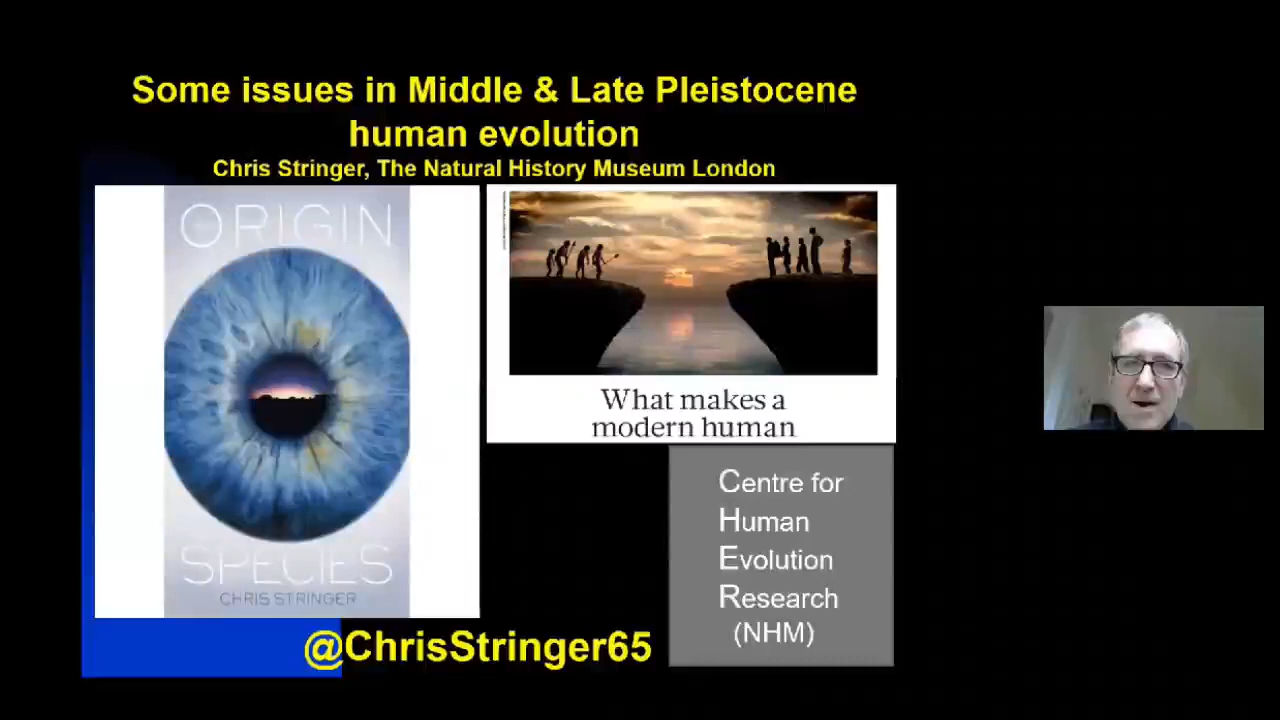 Some issues in Middle & Late Pleistocene
human evolution
Chris Stringer, The Natural History Museum London
ORIGIN
SPECIES
CHRIS STRINGER
What makes a
modern human
Centre for
Human
Evolution
Research
(NHM)
@ChrisStringer65